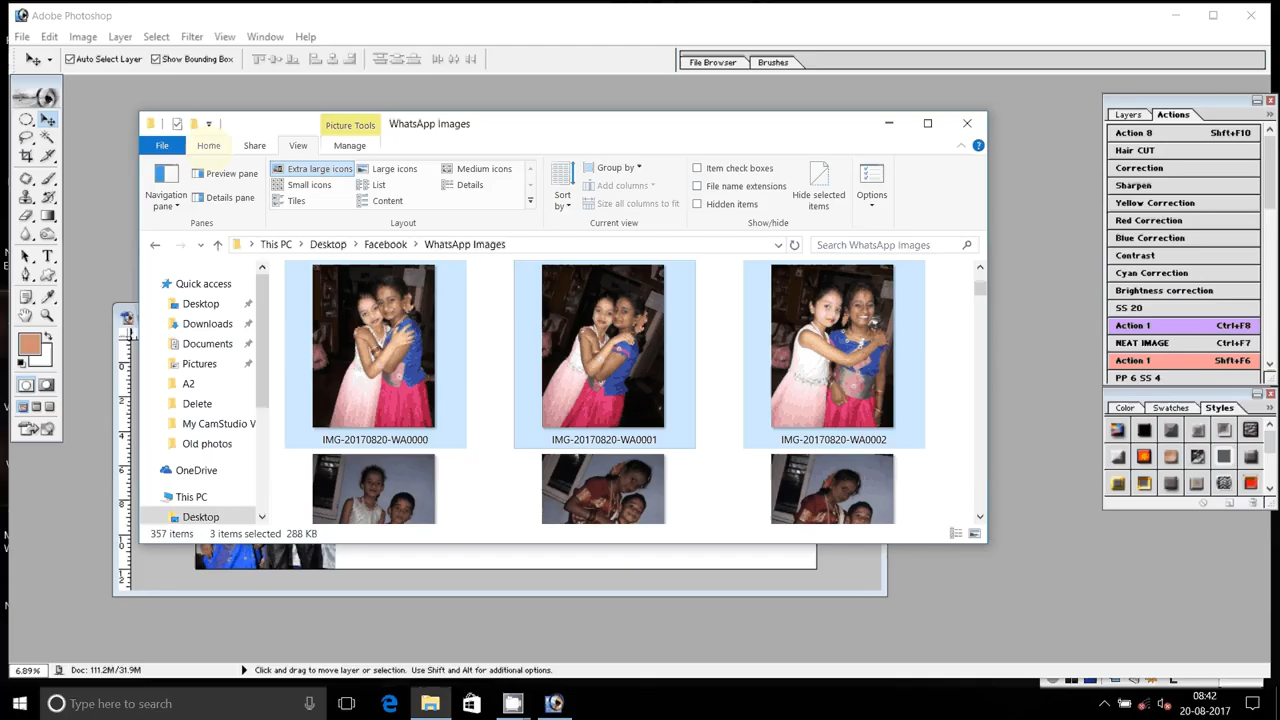 Adobe Photoshop
File Edit Image Layer Select Filter View Window Help
Auto Select Layer Show Bounding Box
File Browser Brushes
Picture Tools WhatsApp Images
File Home Share View Manage
Navigation pane
Preview pane
Details pane
Panes
Extra large icons Large icons Medium icons
Small icons List Details
Tiles Content
Layout
Sort by
Group by
Add columns
Size all columns to fit
Current view
Item check boxes
File name extensions
Hidden items
Hide selected items
Show/hide
Options
This PC Desktop Facebook WhatsApp Images
Search WhatsApp images
Quick access
Desktop
Downloads
Documents
Pictures
A2
Delete
My CamStudio V
Old photos
OneDrive
This PC
Desktop
IMG-20170820-WA0000 IMG-20170820-WA0001 IMG-20170820-WA0002
357 items 3 items selected 288 KB
Layers Actions
Action 8 Shft+F10
Hair CUT
Correction
Sharpen
Yellow Correction
Red Correction
Blue Correction
Contrast
Cyan Correction
Brightness correction
SS 20
Action 1 Ctrl+F8
NEAT IMAGE Ctrl+F7
Action 1 Shft+F6
PP 6 SS 4
Color Swatches Styles
0
2
4
6
8
10
12
6.89% Doc: 111.2M/31.9M Click and drag to move layer or selection. Use Shift and Alt for additional options.
Type here to search
08:42
20-08-2017